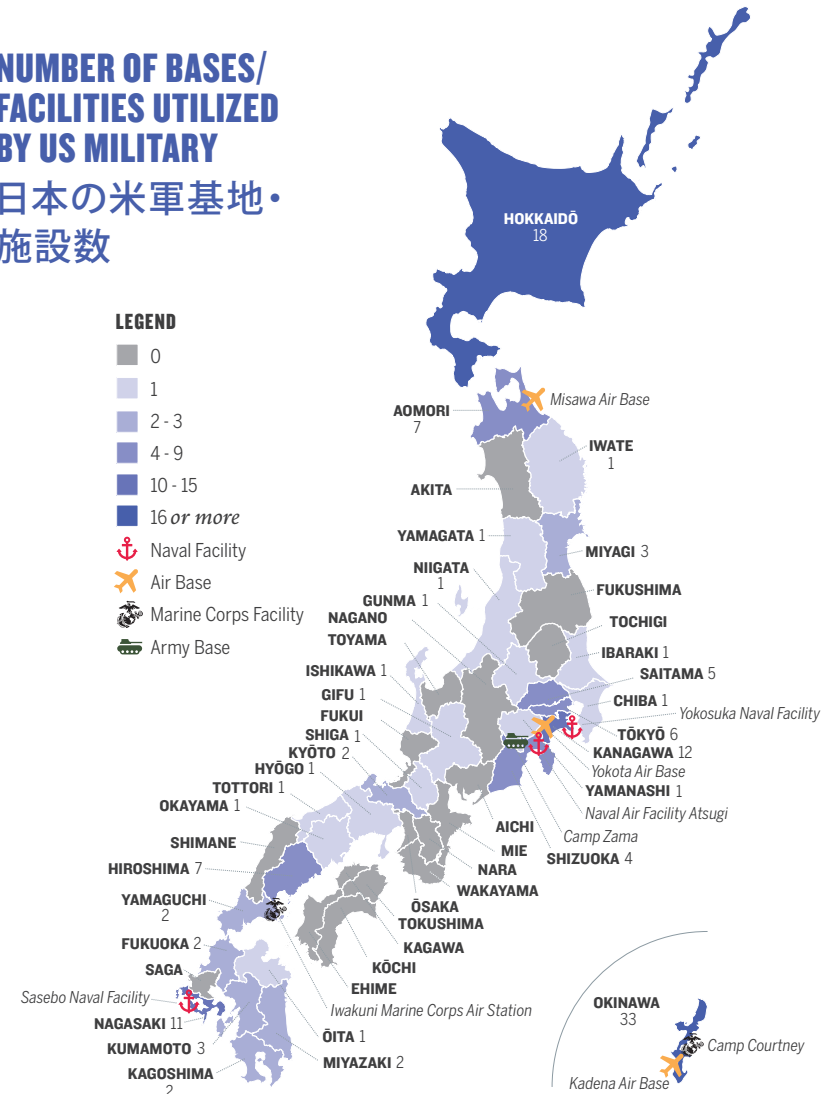 NUMBER OF BASES/
FACILITIES UTILIZED
BY US MILITARY
日本の米軍基地・
施設数
LEGEND
0
1
2 - 3
4 - 9
10 - 15
16 or more
Naval Facility
Air Base
Marine Corps Facility
Army Base
HOKKAIDŌ
18
Misawa Air Base
AOMORI
7
IWATE
1
AKITA
YAMAGATA 1
MIYAGI 3
NIIGATA
1
FUKUSHIMA
GUNMA 1
NAGANO
TOCHIGI
TOYAMA
IBARAKI 1
ISHIKAWA 1
SAITAMA 5
GIFU 1
CHIBA 1
FUKUI
Yokosuka Naval Facility
SHIGA 1
TŌKYŌ 6
KYŌTO 2
KANAGAWA 12
HYŌGO 1
Yokota Air Base
TOTTORI 1
YAMANASHI 1
OKAYAMA 1
Naval Air Facility Atsugi
AICHI
Camp Zama
SHIMANE
MIE
SHIZUOKA 4
HIROSHIMA 7
NARA
WAKAYAMA
YAMAGUCHI
2
ŌSAKA
TOKUSHIMA
FUKUOKA 2
KAGAWA
SAGA
KŌCHI
EHIME
Sasebo Naval Facility
Iwakuni Marine Corps Air Station
NAGASAKI 11
ŌITA 1
KUMAMOTO 3
MIYAZAKI 2
KAGOSHIMA
2
OKINAWA
33
Camp Courtney
Kadena Air Base